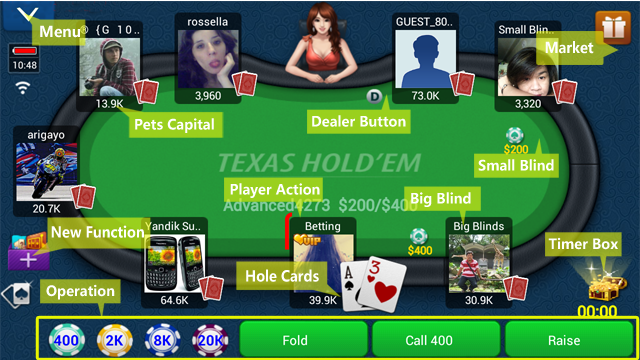 Menu
® {G 10..
rossella
GUEST_80..
Small Blin..
Market
10:48
13.9K
3,960
73.0K
3,320
Pets Capital
D
Dealer Button
arigayo
20.7K
$200
Small Blind
TEXAS HOLD'EM
Player Action
Advanced4273 $200/$400
Big Blind
New Function
Yandik Su..
Betting
VIP
$400
Big Blinds
Timer Box
Hole Cards
A
3
64.6K
39.9K
30.9K
Operation
00:00
400
2K
8K
20K
Fold
Call 400
Raise